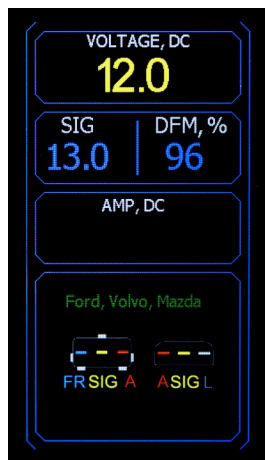 VOLTAGE, DC
12.0
SIG DFM, %
13.0 96
AMP, DC
Ford, Volvo, Mazda
FR SIG A A SIG L